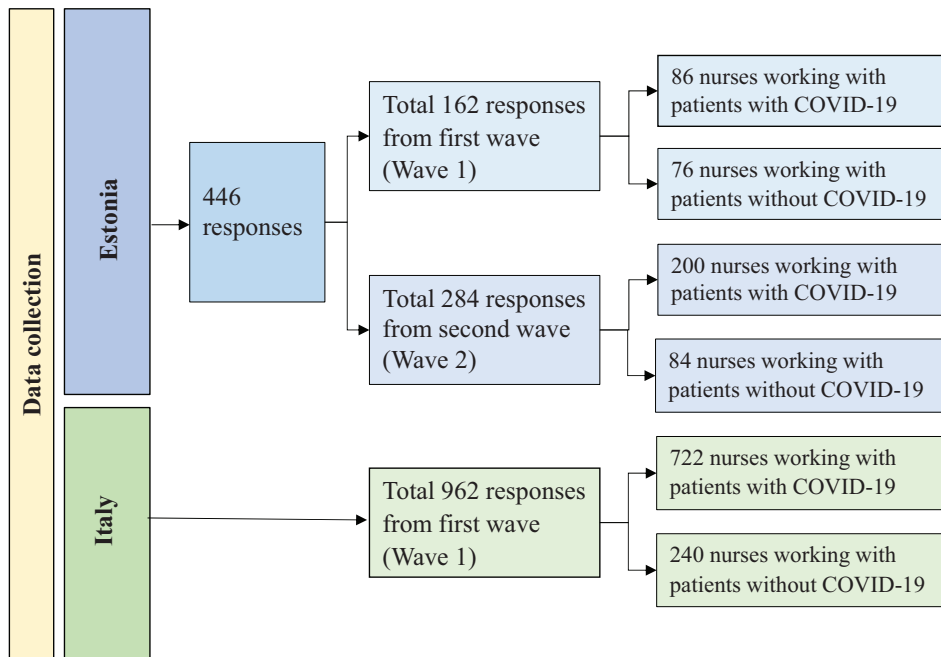 Data collection
Estonia
446
responses
Total 162 responses
from first wave
(Wave 1)
86 nurses working with
patients with COVID-19
76 nurses working with
patients without COVID-19
Total 284 responses
from second wave
(Wave 2)
200 nurses working with
patients with COVID-19
84 nurses working with
patients without COVID-19
Italy
Total 962 responses
from first wave
(Wave 1)
722 nurses working with
patients with COVID-19
240 nurses working with
patients without COVID-19